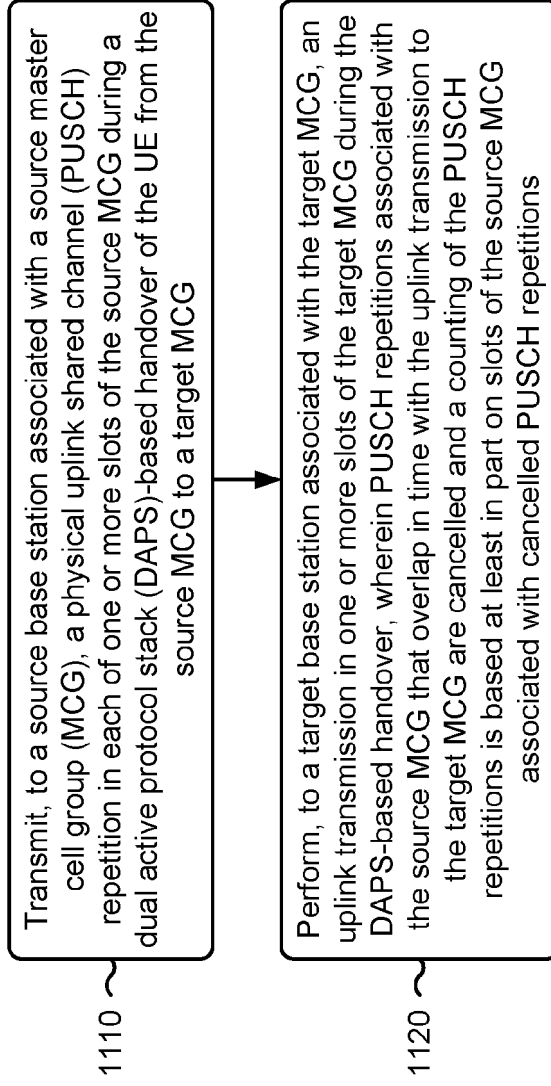 Transmit, to a source base station associated with a source master
cell group (MCG), a physical uplink shared channel (PUSCH)
repetition in each of one or more slots of the source MCG during a
dual active protocol stack (DAPS)-based handover of the UE from the
source MCG to a target MCG
1110
Perform, to a target base station associated with the target MCG, an
uplink transmission in one or more slots of the target MCG during the
DAPS-based handover, wherein PUSCH repetitions associated with
the source MCG that overlap in time with the uplink transmission to
the target MCG are cancelled and a counting of the PUSCH
repetitions is based at least in part on slots of the source MCG
associated with cancelled PUSCH repetitions
1120